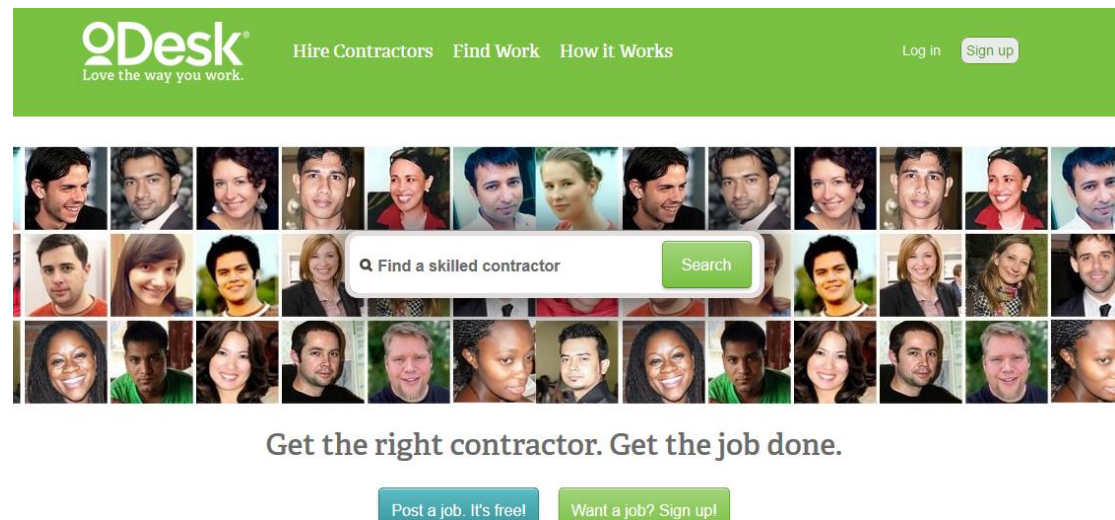 oDesk®
Love the way you work.
Hire Contractors Find Work How it Works
Log in Sign up
Find a skilled contractor
Search
Get the right contractor. Get the job done.
Post a job. It's free!
Want a job? Sign up!